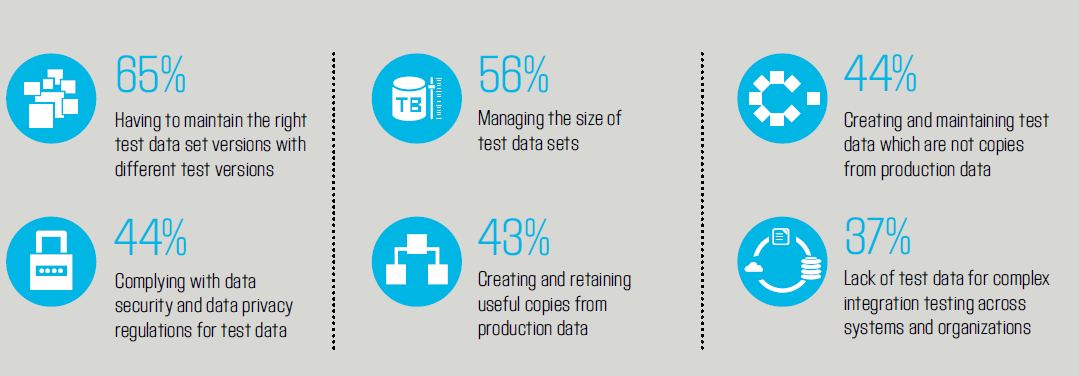 65%
Having to maintain the right
test data set versions with
different test versions
TB
56%
Managing the size of
test data sets
44%
Creating and maintaining test
data which are not copies
from production data
44%
Complying with data
security and data privacy
regulations for test data
43%
Creating and retaining
useful copies from
production data
37%
Lack of test data for complex
integration testing across
systems and organizations